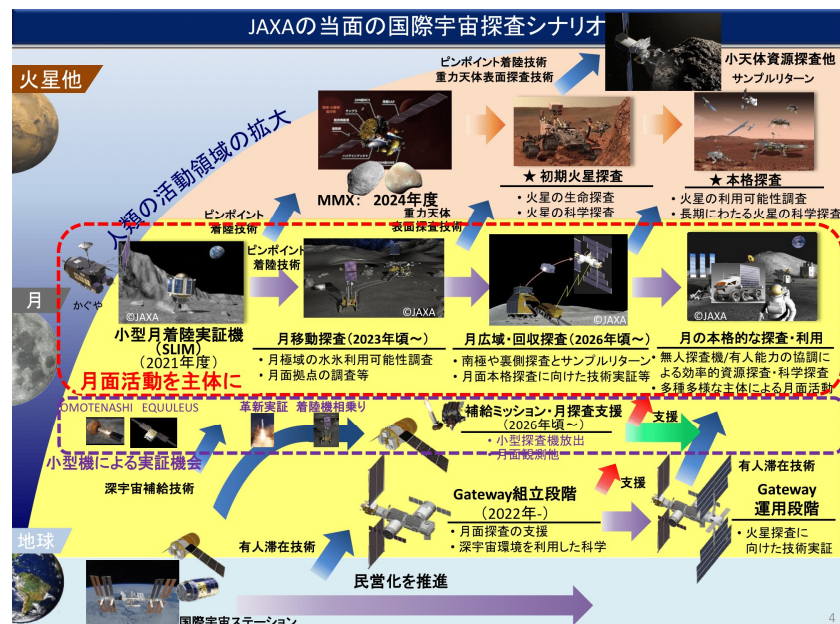 JAXAの当面の国際宇宙探査シナリオ
火星他
人類の活動領域の拡大
ピンポイント着陸技術
重力天体表面探査技術
小天体資源探査他
サンプルリターン
MMX: 2024年度
★ 初期火星探査
・火星の生命探査
・火星の科学探査
★ 本格探査
・火星の利用可能性調査
・長期にわたる火星の科学探査
ピンポイント
着陸技術
重力天体
表面探査技術
ピンポイント
着陸技術
月
かぐや
©JAXA
©JAXA
©JAXA
©JAXA
小型月着陸実証機
(SLIM)
(2021年度)
月移動探査(2023年頃～)
・月極域の水氷利用可能性調査
・月面拠点の調査等
月広域・回収探査(2026年頃～)
・南極や裏側探査とサンプルリターン
・月面本格探査に向けた技術実証等
月の本格的な探査・利用
・無人探査機/有人能力の協調に
よる効率的資源探査・科学探査
・多種多様な主体による月面活動
月面活動を主体に
OMOTENASHI EQUULEUS
革新実証 着陸機相乗り
補給ミッション・月探査支援
(2026年頃～)
・小型探査機放出
・月面観測他
支援
小型機による実証機会
深宇宙補給技術
有人滞在技術
支援
Gateway組立段階
(2022年-)
・月面探査の支援
・深宇宙環境を利用した科学
Gateway
運用段階
・火星探査に
向けた技術実証
地球
有人滞在技術
民営化を推進
国際宇宙ステーション
4